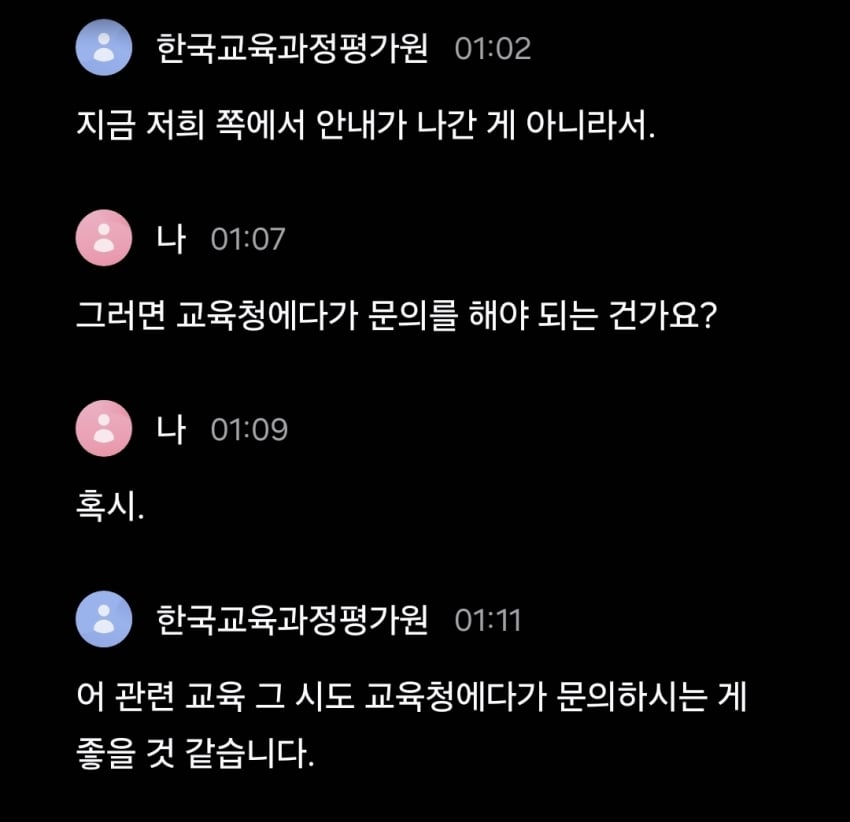 한국교육과정평가원 01:02
지금 저희 쪽에서 안내가 나간 게 아니라서.
나 01:07
그러면 교육청에다가 문의를 해야 되는 건가요?
나 01:09
혹시.
한국교육과정평가원 01:11
어 관련 교육 그 시도 교육청에다가 문의하시는 게
좋을 것 같습니다.